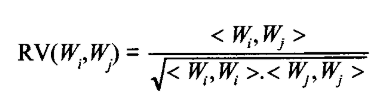 RV(W_i,W_j) = < W_i,W_j > / √< W_i,W_i >.< W_j,W_j >